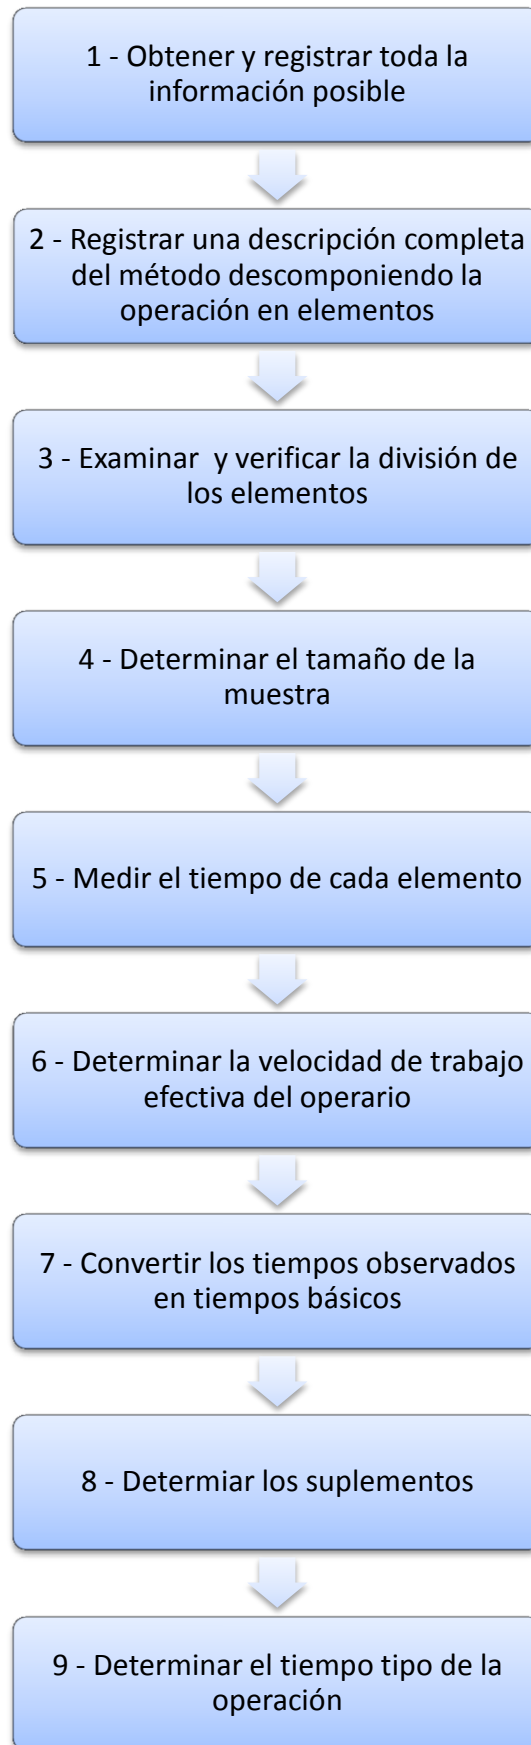 1 - Obtener y registrar toda la
información posible
2 - Registrar una descripción completa
del método descomponiendo la
operación en elementos
3 - Examinar  y verificar la división de
los elementos
4 - Determinar el tamaño de la
muestra
5 - Medir el tiempo de cada elemento
6 - Determinar la velocidad de trabajo
efectiva del operario
7 - Convertir los tiempos observados
en tiempos básicos
8 - Determiar los suplementos
9 - Determinar el tiempo tipo de la
operación